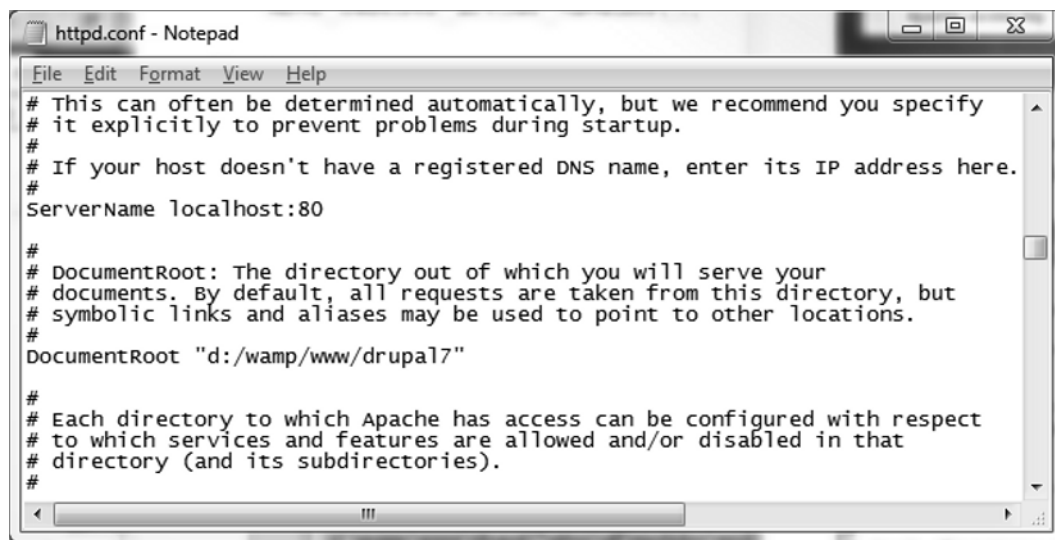 httpd.conf - Notepad
File Edit Format View Help
# This can often be determined automatically, but we recommend you specify
# it explicitly to prevent problems during startup.
#
# If your host doesn't have a registered DNS name, enter its IP address here.
#
ServerName localhost:80
#
# DocumentRoot: The directory out of which you will serve your
# documents. By default, all requests are taken from this directory, but
# symbolic links and aliases may be used to point to other locations.
#
DocumentRoot "d:/wamp/www/drupal7"
#
# Each directory to which Apache has access can be configured with respect
# to which services and features are allowed and/or disabled in that
# directory (and its subdirectories).
#